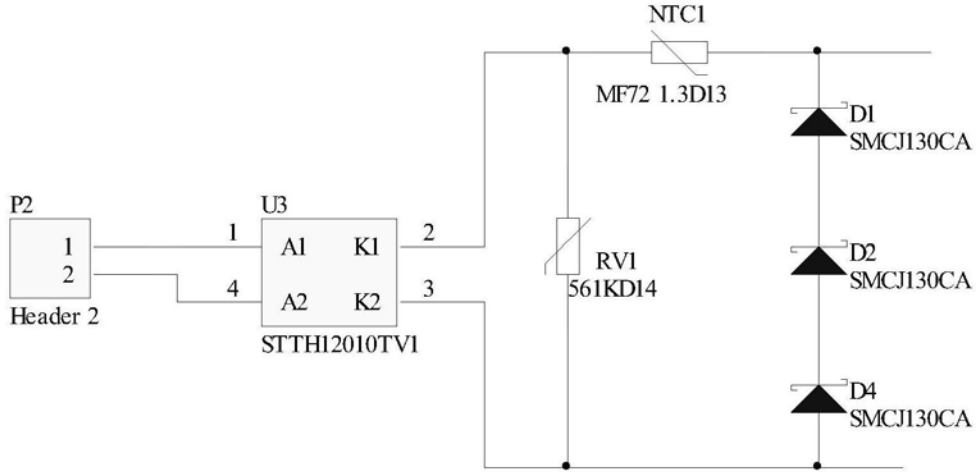 NTC1
MF72 1.3D13
D1
SMCJ130CA
P2
U3
1
2
1
A1
K1
D2
SMCJ130CA
2
4
3
A2
K2
RV1
561KD14
Header 2
STTH12010TV1
D4
SMCJ130CA